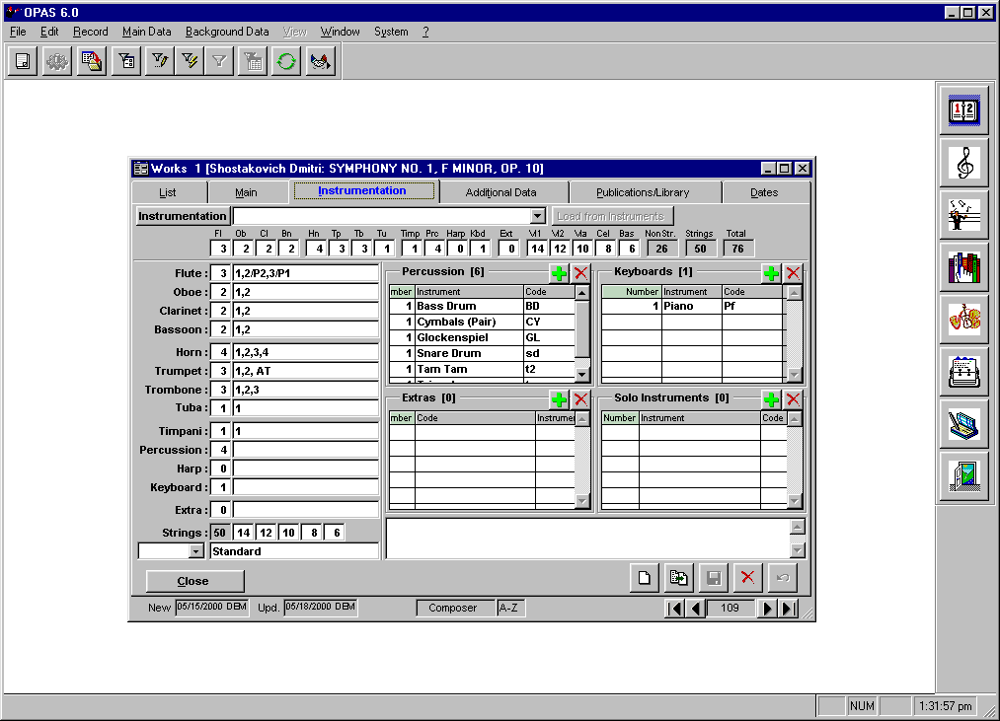 OPAS 6.0
File Edit Record Main Data Background Data View Window System ?
Works 1 [Shostakovich Dmitri: SYMPHONY NO. 1, F MINOR, OP. 10]
List Main Instrumentation Additional Data Publications/Library Dates
Instrumentation Load from Instruments
Fl Ob Cl Bn Hn Tp Tb Tu Timp Prc Harp Kbd Ext V1 V2 Va Cel Bas NonStr. Strings Total
3 2 2 2 4 3 3 1 1 4 0 1 0 14 12 10 8 6 26 50 76
Flute : 3 1,2/P2,3/P1
Oboe : 2 1,2
Clarinet : 2 1,2
Bassoon : 2 1,2
Horn : 4 1,2,3,4
Trumpet : 3 1,2, AT
Trombone : 3 1,2,3
Tuba : 1 1
Timpani : 1 1
Percussion : 4
Harp : 0
Keyboard : 1
Extra : 0
Strings : 50 14 12 10 8 6
Standard
Percussion [6]
mber Instrument Code
1 Bass Drum BD
1 Cymbals (Pair) CY
1 Glockenspiel GL
1 Snare Drum sd
1 Tam Tam t2
Keyboards [1]
Number Instrument Code
1 Piano Pf
Extras [0]
mber Code Instrumen
Solo Instruments [0]
Number Instrument Code
Close
New 05/15/2000 DEM Upd. 05/18/2000 DEM Composer A-Z 109
NUM 1:31:57 pm